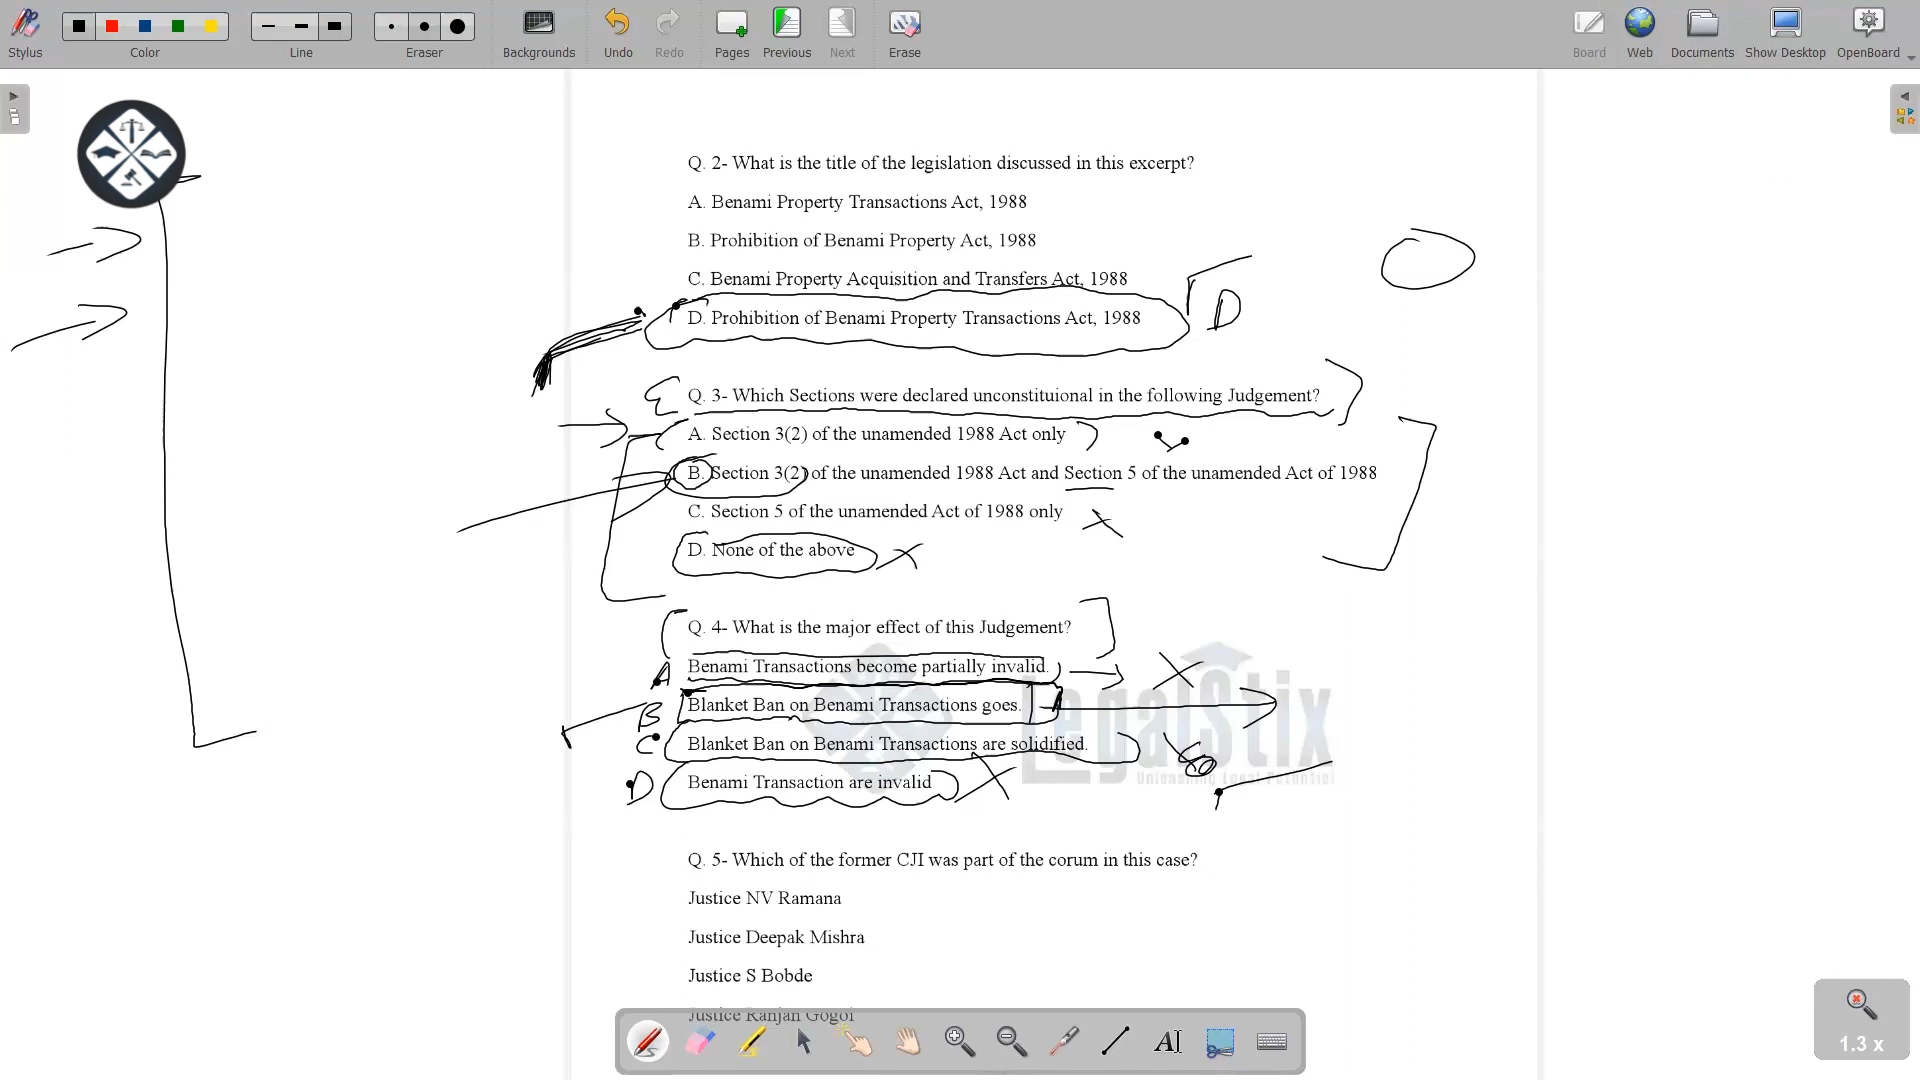 Stylus Color Line Eraser Backgrounds Undo Redo Pages Previous Next Erase Board Web Documents Show Desktop OpenBoard
Q. 2- What is the title of the legislation discussed in this excerpt?
A. Benami Property Transactions Act, 1988
B. Prohibition of Benami Property Act, 1988
C. Benami Property Acquisition and Transfers Act, 1988
D. Prohibition of Benami Property Transactions Act, 1988
D
Q. 3- Which Sections were declared unconstituional in the following Judgement?
A. Section 3(2) of the unamended 1988 Act only
B. Section 3(2) of the unamended 1988 Act and Section 5 of the unamended Act of 1988
C. Section 5 of the unamended Act of 1988 only
D. None of the above
Q. 4- What is the major effect of this Judgement?
A Benami Transactions become partially invalid.
B Blanket Ban on Benami Transactions goes.
C Blanket Ban on Benami Transactions are solidified.
D Benami Transaction are invalid
LegalStix
Unleashing Legal Potential
Q. 5- Which of the former CJI was part of the corum in this case?
Justice NV Ramana
Justice Deepak Mishra
Justice S Bobde
Justice Ranjan Gogoi
1.3 x